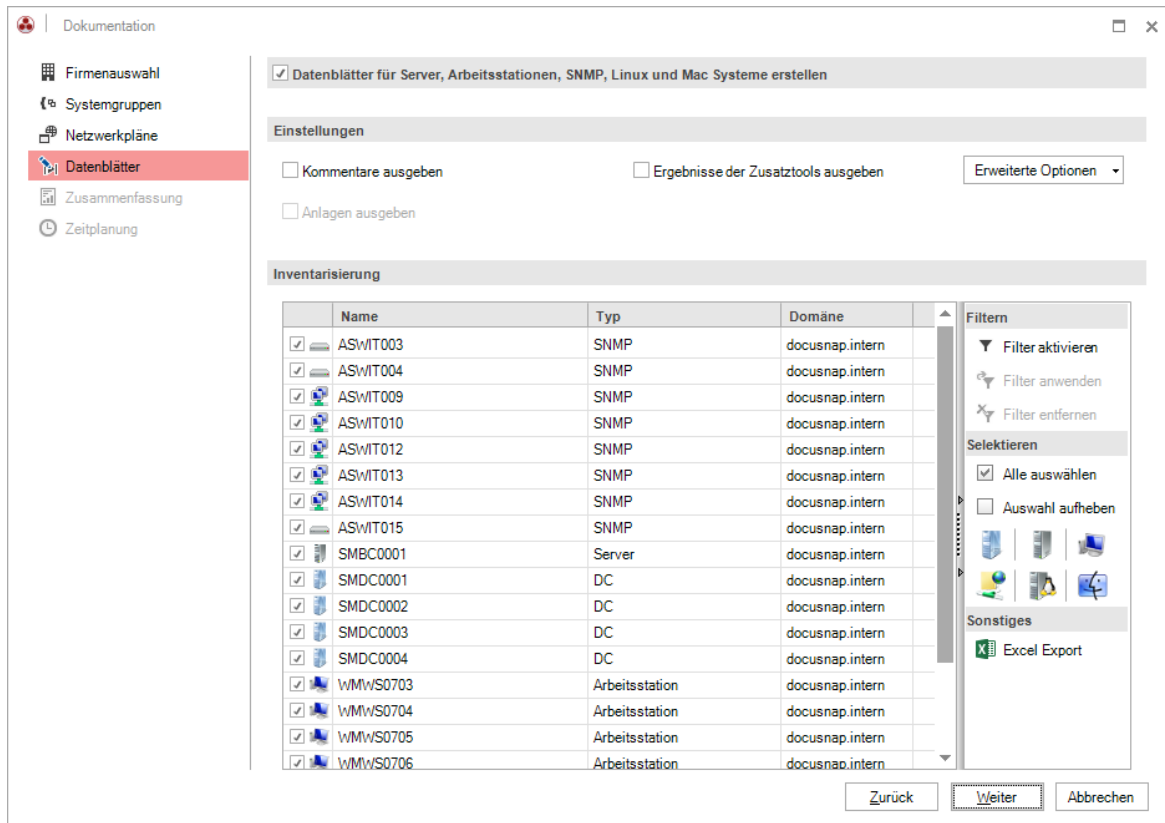 Dokumentation
Firmenauswahl
Systemgruppen
Netzwerkpläne
Datenblätter
Zusammenfassung
Zeitplanung
Datenblätter für Server, Arbeitsstationen, SNMP, Linux und Mac Systeme erstellen
Einstellungen
Kommentare ausgeben
Ergebnisse der Zusatztools ausgeben
Erweiterte Optionen
Anlagen ausgeben
Inventarisierung
Name Typ Domäne
ASWIT003 SNMP docusnap.intern
ASWIT004 SNMP docusnap.intern
ASWIT009 SNMP docusnap.intern
ASWIT010 SNMP docusnap.intern
ASWIT012 SNMP docusnap.intern
ASWIT013 SNMP docusnap.intern
ASWIT014 SNMP docusnap.intern
ASWIT015 SNMP docusnap.intern
SMBC0001 Server docusnap.intern
SMDC0001 DC docusnap.intern
SMDC0002 DC docusnap.intern
SMDC0003 DC docusnap.intern
SMDC0004 DC docusnap.intern
WMWS0703 Arbeitsstation docusnap.intern
WMWS0704 Arbeitsstation docusnap.intern
WMWS0705 Arbeitsstation docusnap.intern
WMWS0706 Arbeitsstation docusnap.intern
Filtern
Filter aktivieren
Filter anwenden
Filter entfernen
Selektieren
Alle auswählen
Auswahl aufheben
Sonstiges
Excel Export
Zurück
Weiter
Abbrechen